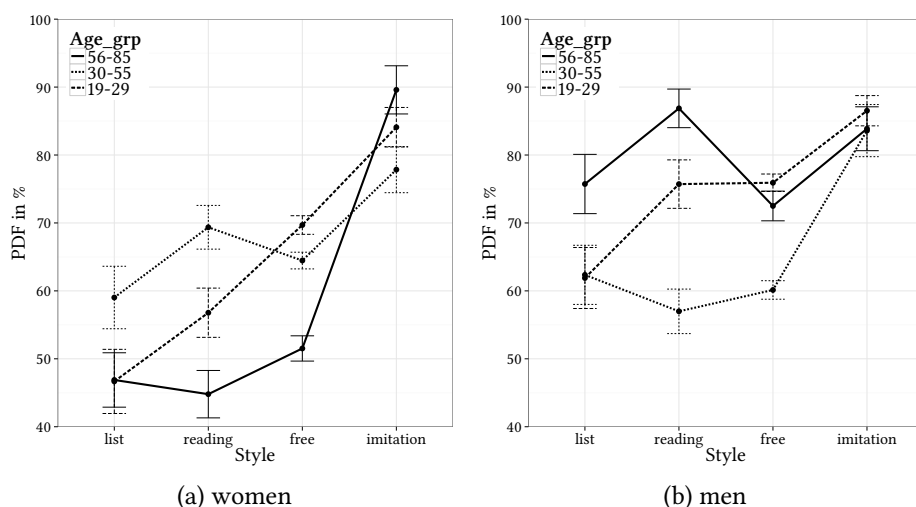 100
90
80
70
60
50
40
PDF in %
Age_grp
56-85
30-55
19-29
list reading free imitation
Style
(a) women
100
90
80
70
60
50
40
PDF in %
Age_grp
56-85
30-55
19-29
list reading free imitation
Style
(b) men